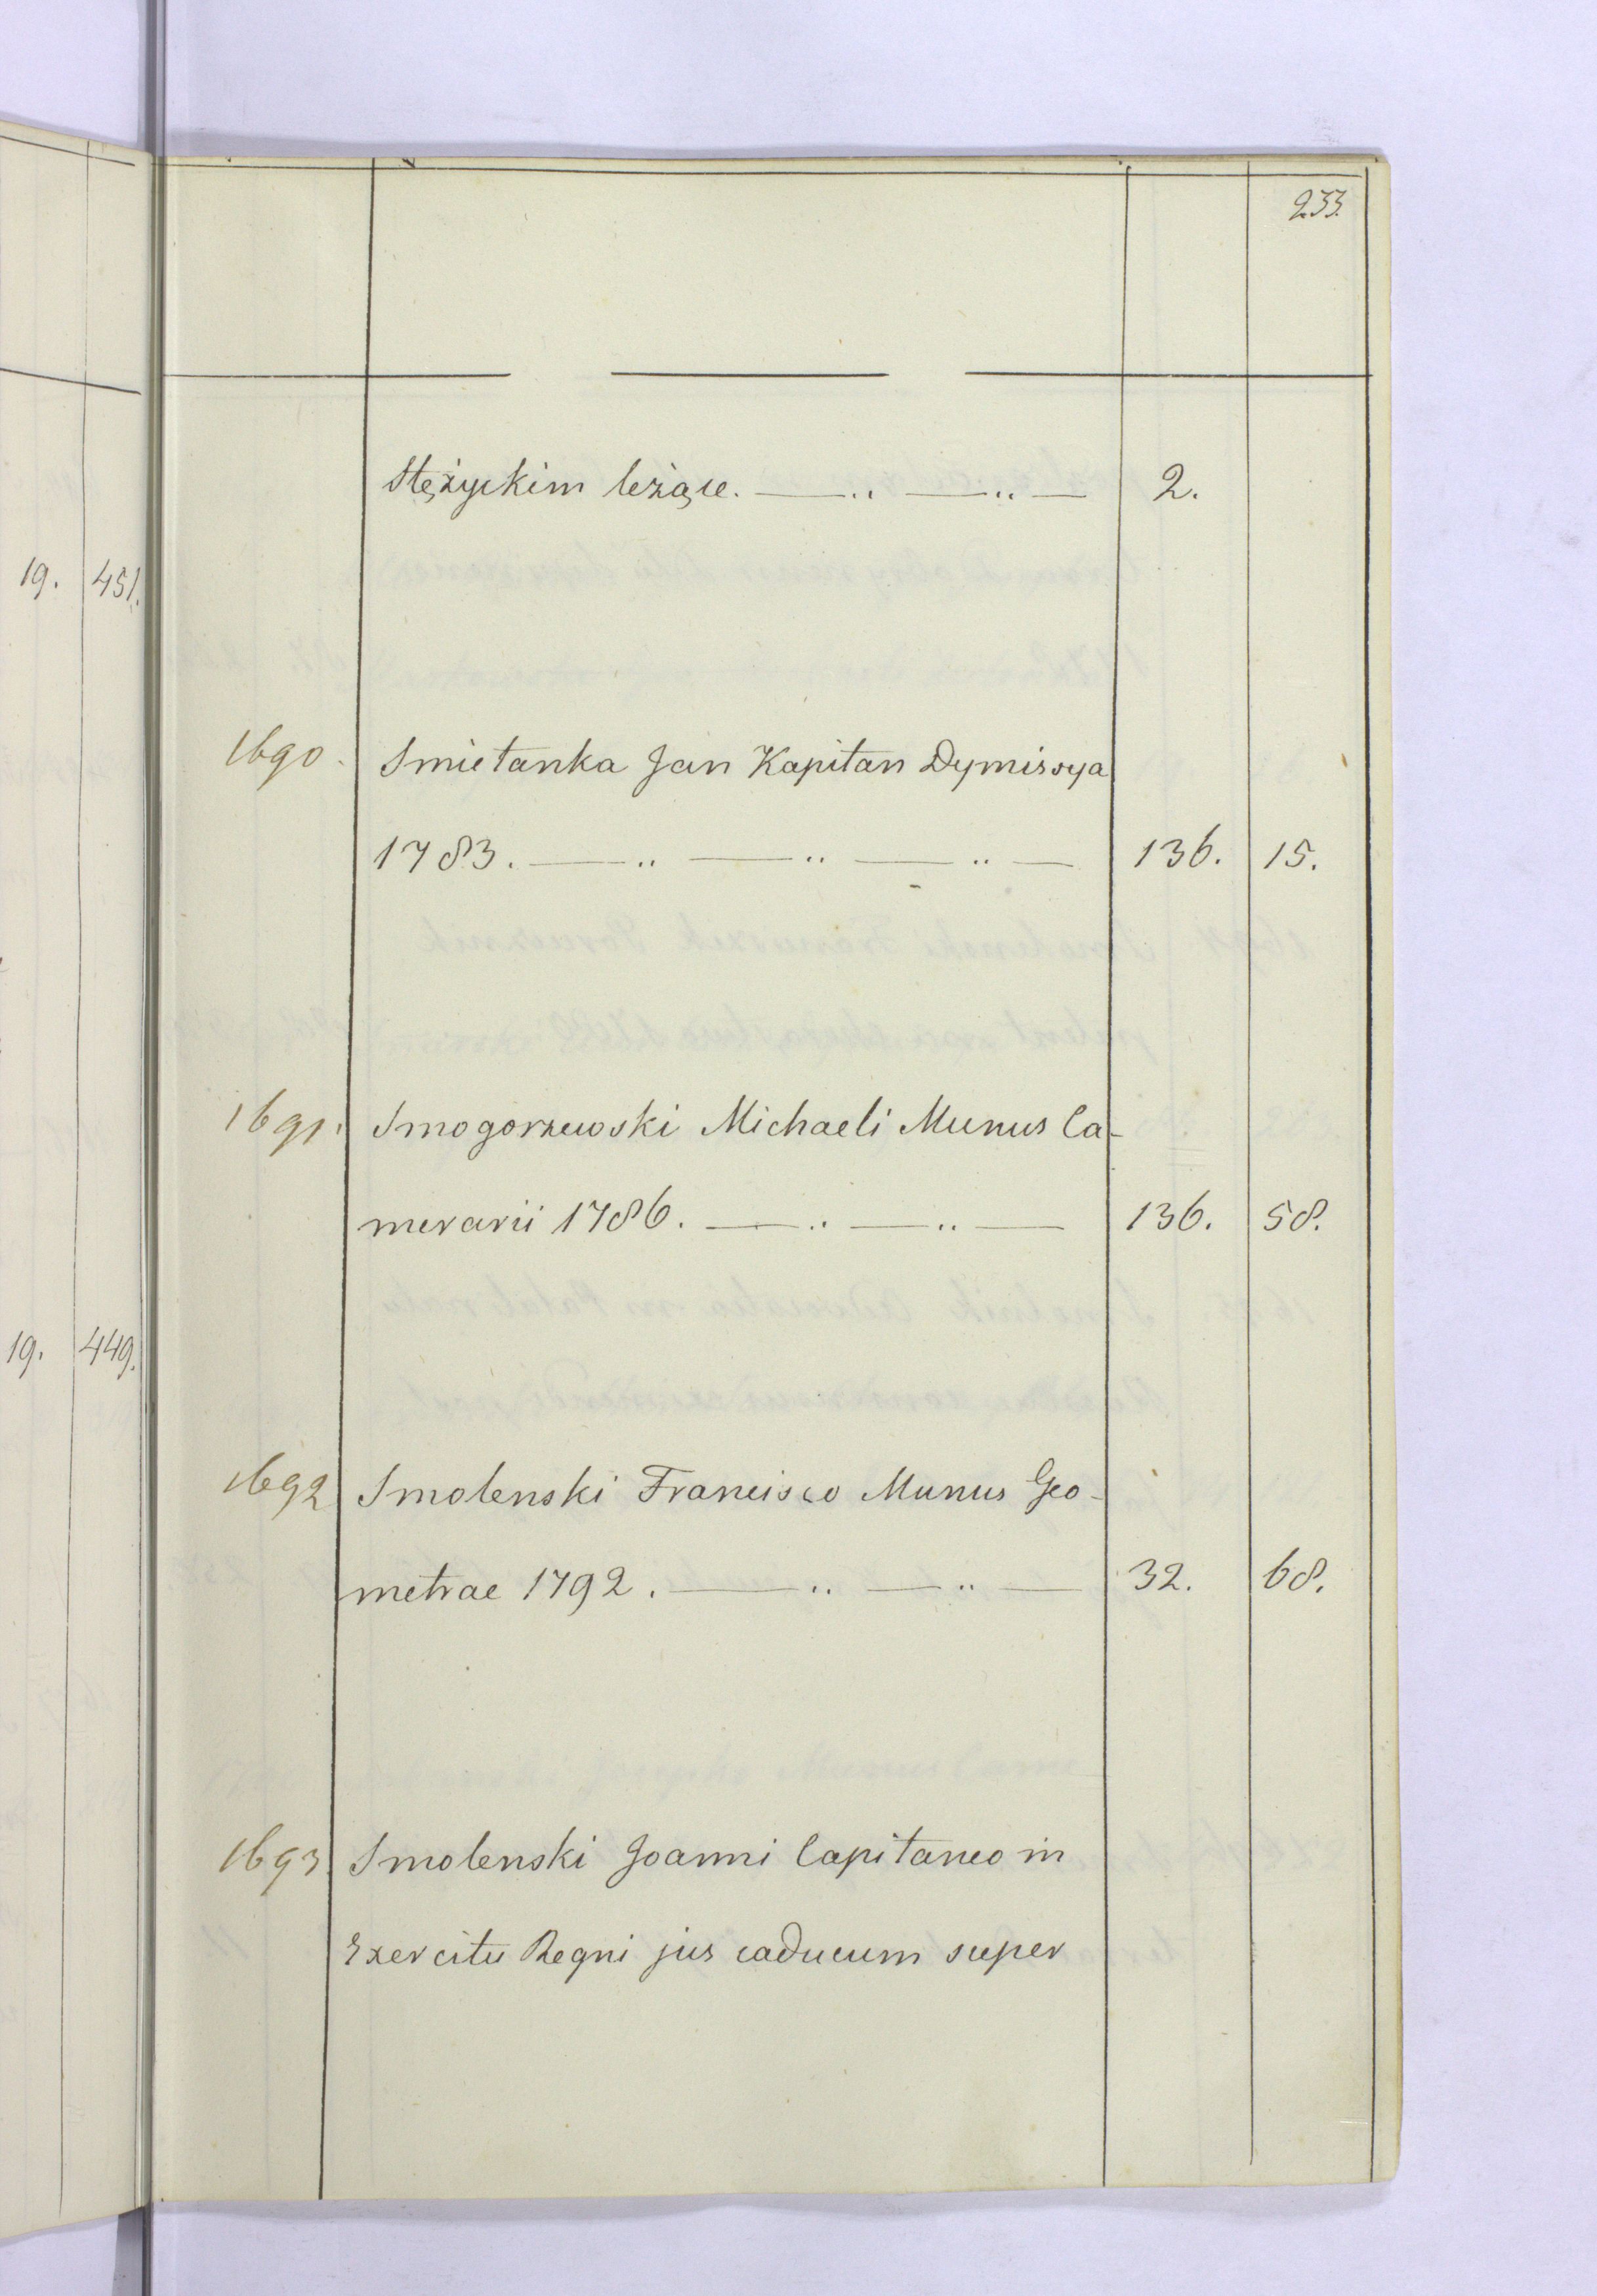 233.
Stężyckim leżące. —— „ —— „ — 2.
19. 451.
1690. Smietanka Jan Kapitan Dymissya
1783. —— „ —— „ —— „ — 136. 15.
1691. Smogorzewski Michaeli Munus Ca-
merarii 1786. —— „ —— „ —— 136. 58.
19. 449.
1692 Smolenski Francisco Munus Geo-
metrae 1792. —— „ —— „ —— 32. 68.
1693. Smolenski Joanni Capitaneo in
Exercitu Regni jus caducum super